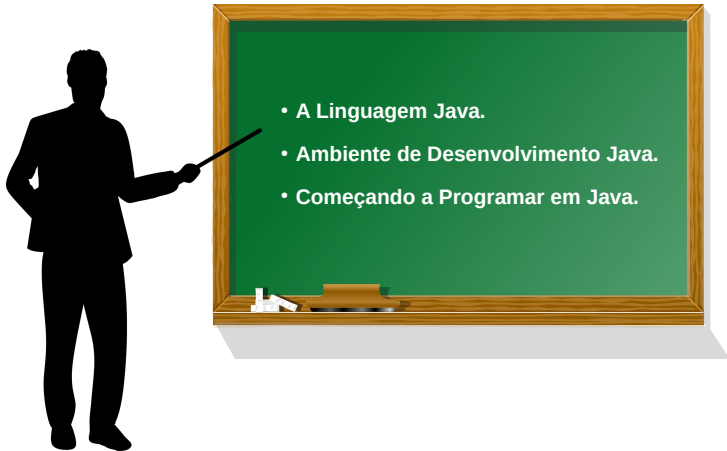 • A Linguagem Java.
• Ambiente de Desenvolvimento Java.
• Começando a Programar em Java.